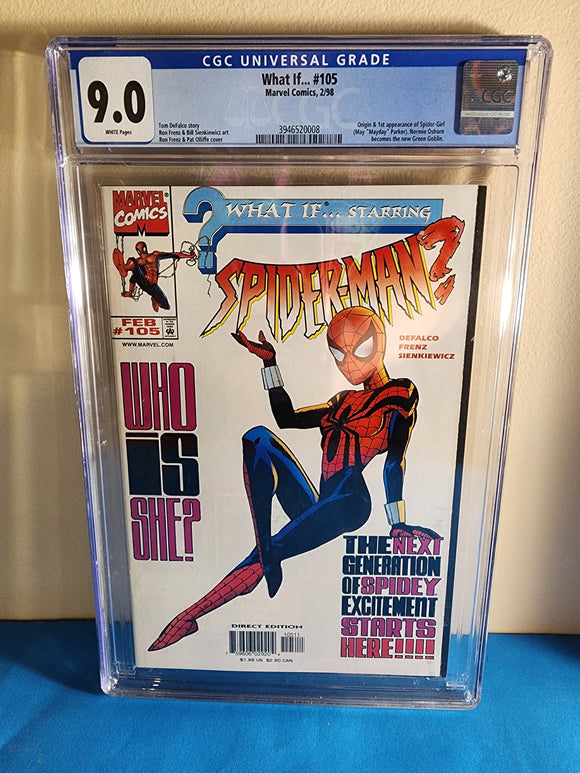 CGC UNIVERSAL GRADE
9.0
WHITE Pages
What If... #105
Marvel Comics, 2/98
Tom DeFalco story
Ron Frenz & Bill Sienkiewicz art
Ron Frenz & Pat Olliffe cover
3946520008
Origin & 1st appearance of Spider-Girl
(May "Mayday" Parker). Normie Osborn
becomes the new Green Goblin.
CGC
MARVEL
COMICS
M
FEB
#105
WWW.MARVEL.COM
? WHAT IF... STARRING
SPIDER-MAN?
DEFALCO
FRENZ
SIENKIEWICZ
WHO
IS
SHE?
THE NEXT
GENERATION
OF SPIDEY
EXCITEMENT
STARTS
HERE!!!!
DIRECT EDITION
10511
$1.99 US $2.80 CAN